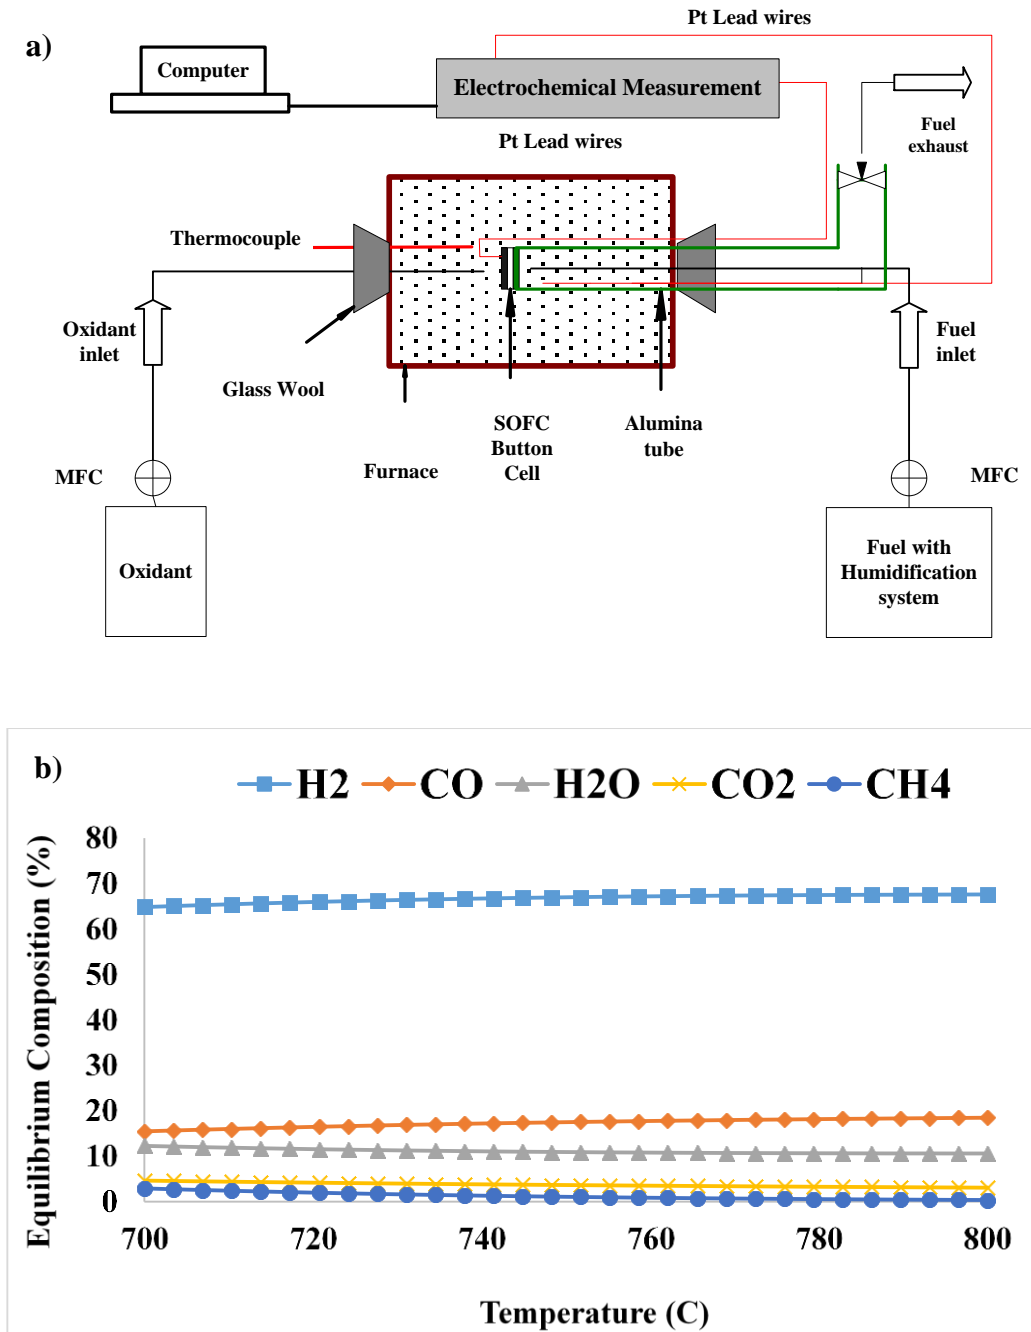 a)
Pt Lead wires
Computer
Electrochemical Measurement
Fuel
exhaust
Pt Lead wires
Thermocouple
Oxidant
inlet
Fuel
inlet
Glass Wool
SOFC
Button
Cell
Alumina
tube
Furnace
MFC
MFC
Oxidant
Fuel with
Humidification
system
b)
H2 CO H2O CO2 CH4
Equilibrium Composition (%)
80
70
60
50
40
30
20
10
0
700 720 740 760 780 800
Temperature (C)